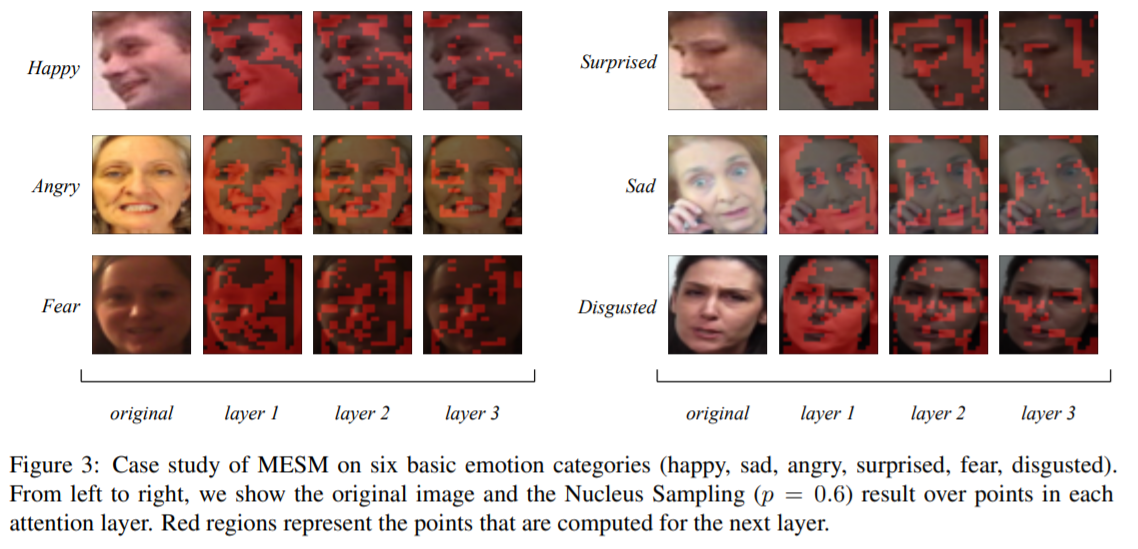 Happy
Surprised
Angry
Sad
Fear
Disgusted
original layer 1 layer 2 layer 3 original layer 1 layer 2 layer 3
Figure 3: Case study of MESM on six basic emotion categories (happy, sad, angry, surprised, fear, disgusted).
From left to right, we show the original image and the Nucleus Sampling (p = 0.6) result over points in each
attention layer. Red regions represent the points that are computed for the next layer.